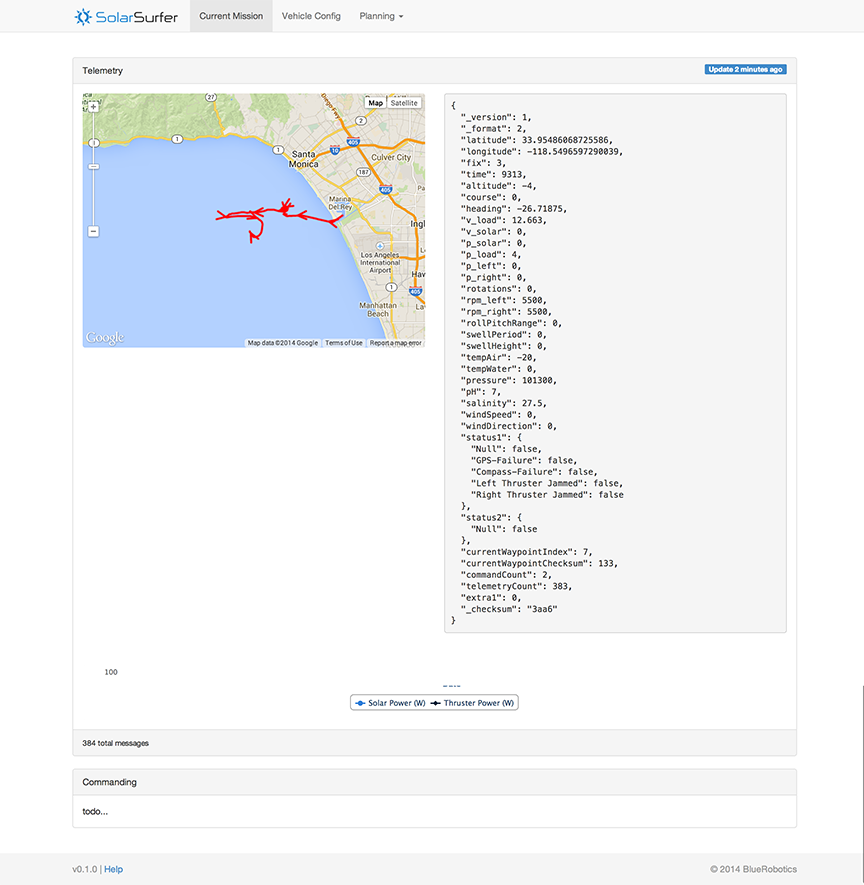 SolarSurfer
Current Mission
Vehicle Config
Planning
Telemetry
Update 2 minutes ago
Map
Satellite
27
1
1
1
2
10
405
187
405
1
405
Santa
Monica
Culver City
Marina
Del Rey
Ingl
Los Angeles
International
Airport
Haw
Manhattan
Beach
La
Google
Map data ©2014 Google
Terms of Use
Report a map error
{
"_version": 1,
"_format": 2,
"latitude": 33.95486068725586,
"longitude": -118.5496597290039,
"fix": 3,
"time": 9313,
"altitude": -4,
"course": 0,
"heading": -26.71875,
"v_load": 12.663,
"v_solar": 0,
"p_solar": 0,
"p_load": 4,
"p_left": 0,
"p_right": 0,
"rotations": 0,
"rpm_left": 5500,
"rpm_right": 5500,
"rollPitchRange": 0,
"swellPeriod": 0,
"swellHeight": 0,
"tempAir": -20,
"tempWater": 0,
"pressure": 101300,
"pH": 7,
"salinity": 27.5,
"windSpeed": 0,
"windDirection": 0,
"status1": {
"Null": false,
"GPS-Failure": false,
"Compass-Failure": false,
"Left Thruster Jammed": false,
"Right Thruster Jammed": false
},
"status2": {
"Null": false
},
"currentWaypointIndex": 7,
"currentWaypointChecksum": 133,
"commandCount": 2,
"telemetryCount": 383,
"extra1": 0,
"_checksum": "3aa6"
}
100
Solar Power (W)
Thruster Power (W)
384 total messages
Commanding
todo...
v0.1.0 | Help
© 2014 BlueRobotics